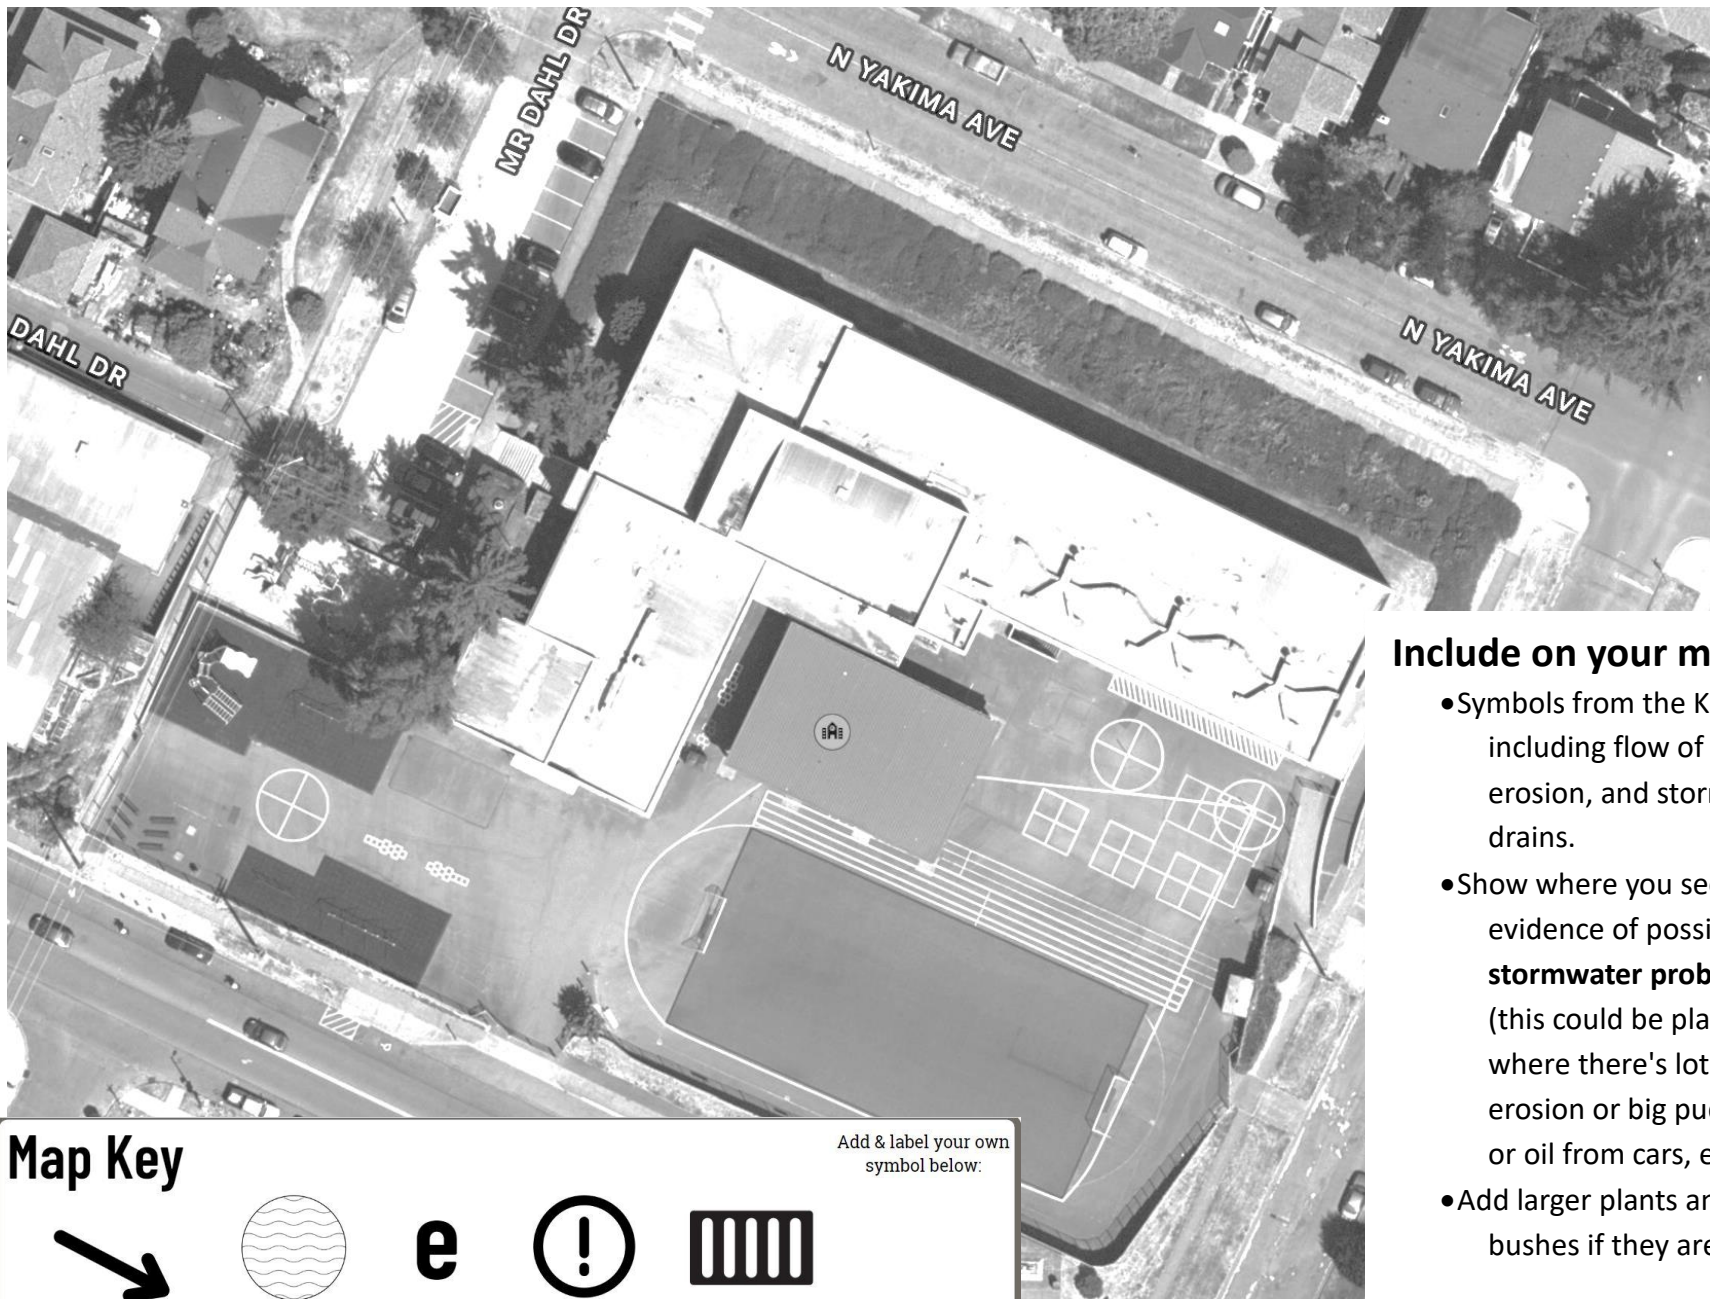 MR DAHL DR
N YAKIMA AVE
N YAKIMA AVE
DAHL DR
Include on your m
•Symbols from the K
including flow of
erosion, and stor
drains.
•Show where you se
evidence of possi
stormwater prob
(this could be pla
where there's lot
erosion or big pu
or oil from cars, e
•Add larger plants a
bushes if they are
Map Key
Add & label your own
symbol below:
e